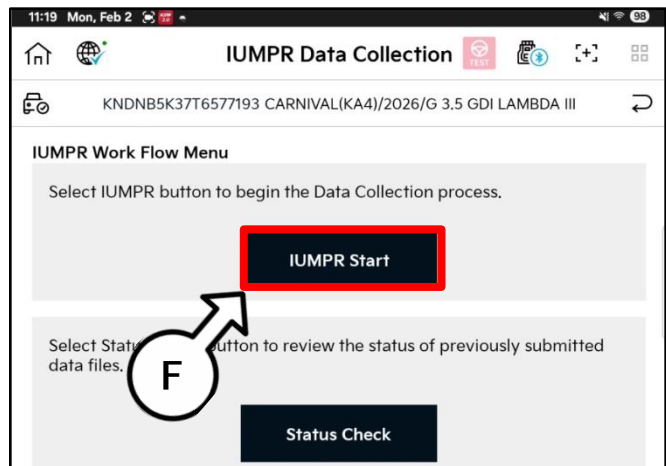 11:19 Mon, Feb 2 98
IUMPR Data Collection TEST
KNDNB5K37T6577193 CARNIVAL(KA4)/2026/G 3.5 GDI LAMBDA III
IUMPR Work Flow Menu
Select IUMPR button to begin the Data Collection process.
IUMPR Start
Select utton to review the status of previously submitted
data files.
F
Status Check